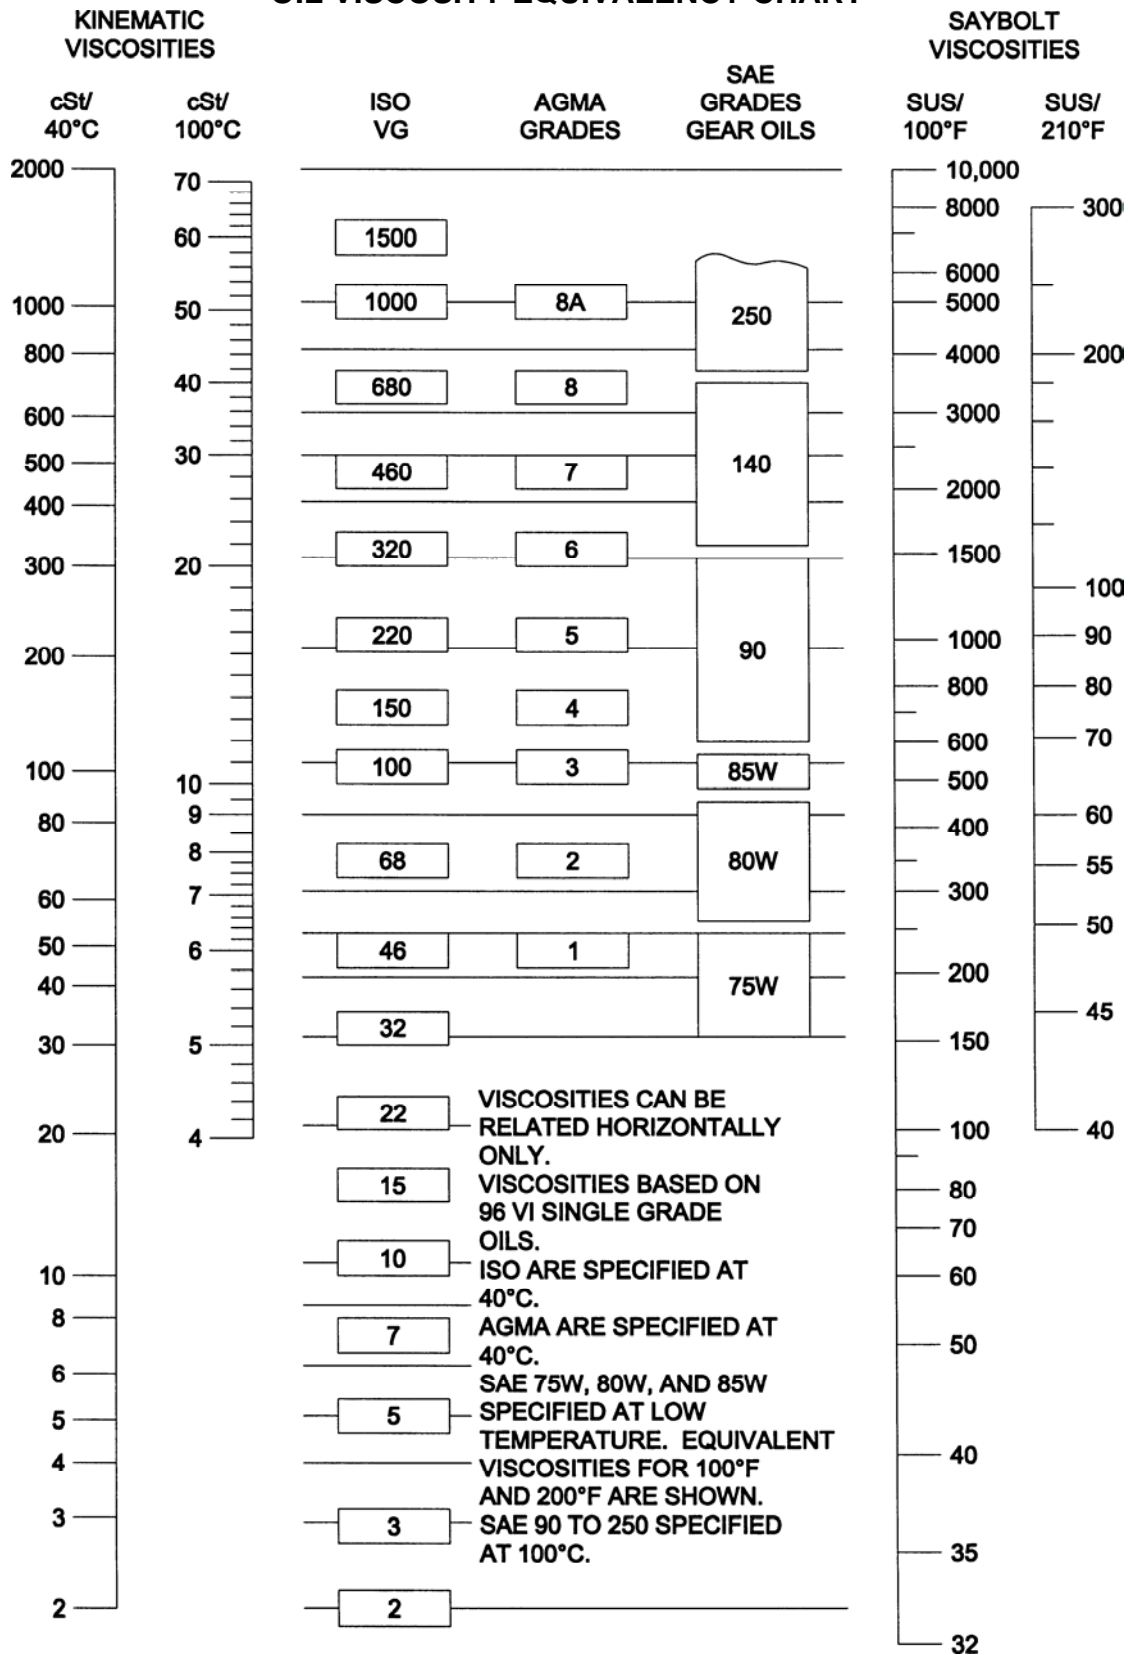 OIL VISCOSITY EQUIVALENCY CHART
KINEMATIC
VISCOSITIES
SAYBOLT
VISCOSITIES
cSt/
40°C
cSt/
100°C
ISO
VG
AGMA
GRADES
SAE
GRADES
GEAR OILS
SUS/
100°F
SUS/
210°F
2000
1000
800
600
500
400
300
200
100
80
60
50
40
30
20
10
8
6
5
4
3
2
70
60
50
40
30
20
10
9
8
7
6
5
4
1500
1000
680
460
320
220
150
100
68
46
32
22
15
10
7
5
3
2
8A
8
7
6
5
4
3
2
1
250
140
90
85W
80W
75W
VISCOSITIES CAN BE
RELATED HORIZONTALLY
ONLY.
VISCOSITIES BASED ON
96 VI SINGLE GRADE
OILS.
ISO ARE SPECIFIED AT
40°C.
AGMA ARE SPECIFIED AT
40°C.
SAE 75W, 80W, AND 85W
SPECIFIED AT LOW
TEMPERATURE. EQUIVALENT
VISCOSITIES FOR 100°F
AND 200°F ARE SHOWN.
SAE 90 TO 250 SPECIFIED
AT 100°C.
10,000
8000
6000
5000
4000
3000
2000
1500
1000
800
600
500
400
300
200
150
100
80
70
60
50
40
35
32
300
200
100
90
80
70
60
55
50
45
40